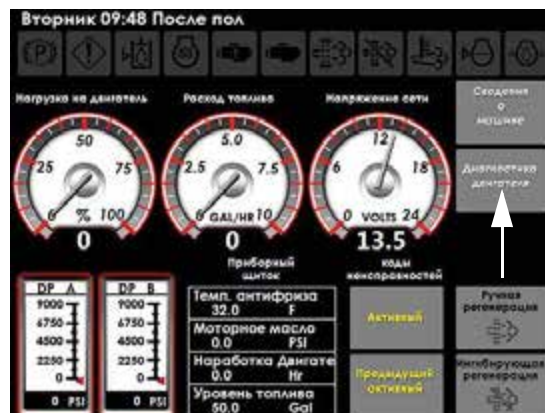 Вторник 09:48 После пол
Нагрузка на двигатель
Расход топлива
Напряжение сети
Сведения
о
машине
50
25
75
0 % 100
0
5.0
2.5
7.5
0 GAL/HR 10
0
12
6
18
0 VOLTS 24
13.5
Диагностика
двигателя
Приборный
щиток
коды
неисправностей
DP A
9000
6750
4500
2250
0
0 PSI
DP B
9000
6750
4500
2250
0
0 PSI
Темп. антифриза
32.0 F
Моторное масло
0.0 PSI
Наработка Двигате
0.0 Hr
Уровень топлива
50.0 Gal
Активный
Предыдущий
активный
Ручная
регенерация
Ингибирующая
регенерация